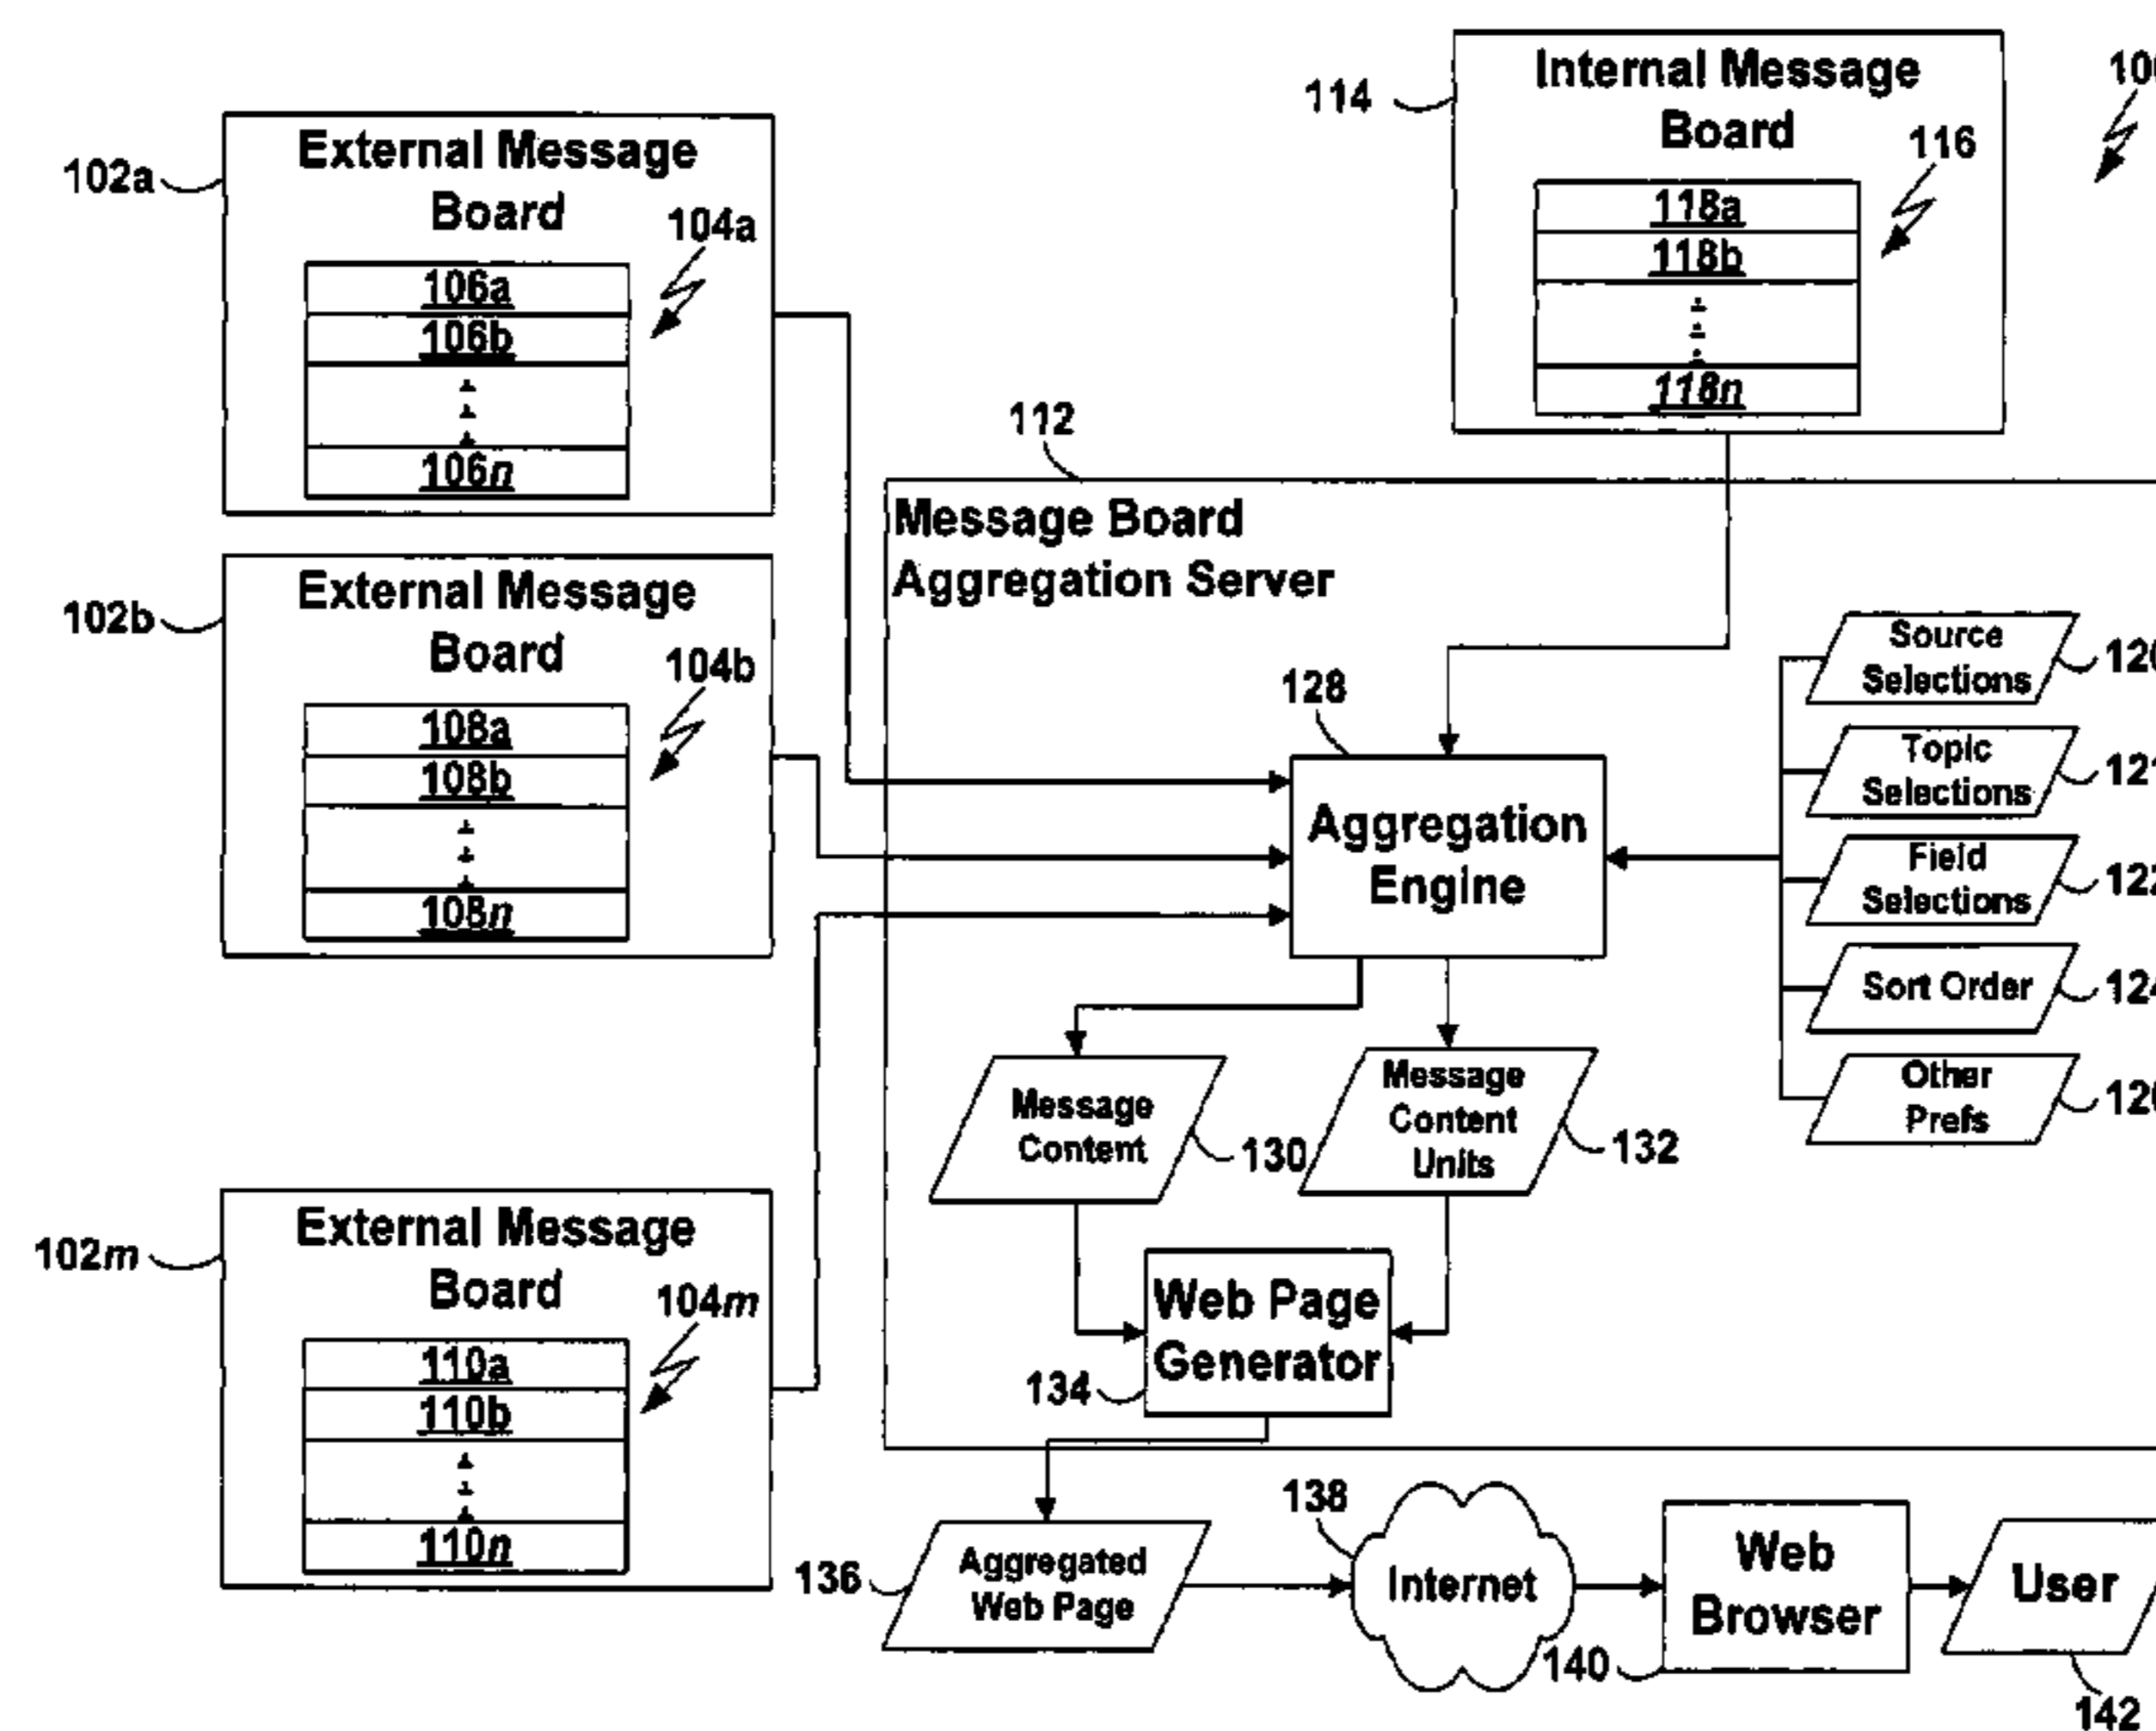 Internal Message
Board
114
116
118a
118b
118n
External Message
Board
102a
104a
106a
106b
106n
112
Message Board
Aggregation Server
External Message
Board
102b
104b
108a
108b
108n
128
Aggregation
Engine
Source
Selections
Topic
Selections
Field
Selections
Sort Order
Other
Prefs
Message
Content
130
Message
Content
Units
132
External Message
Board
102m
104m
110a
110b
110n
Web Page
Generator
134
136
Aggregated
Web Page
138
Internet
140
Web
Browser
User
142